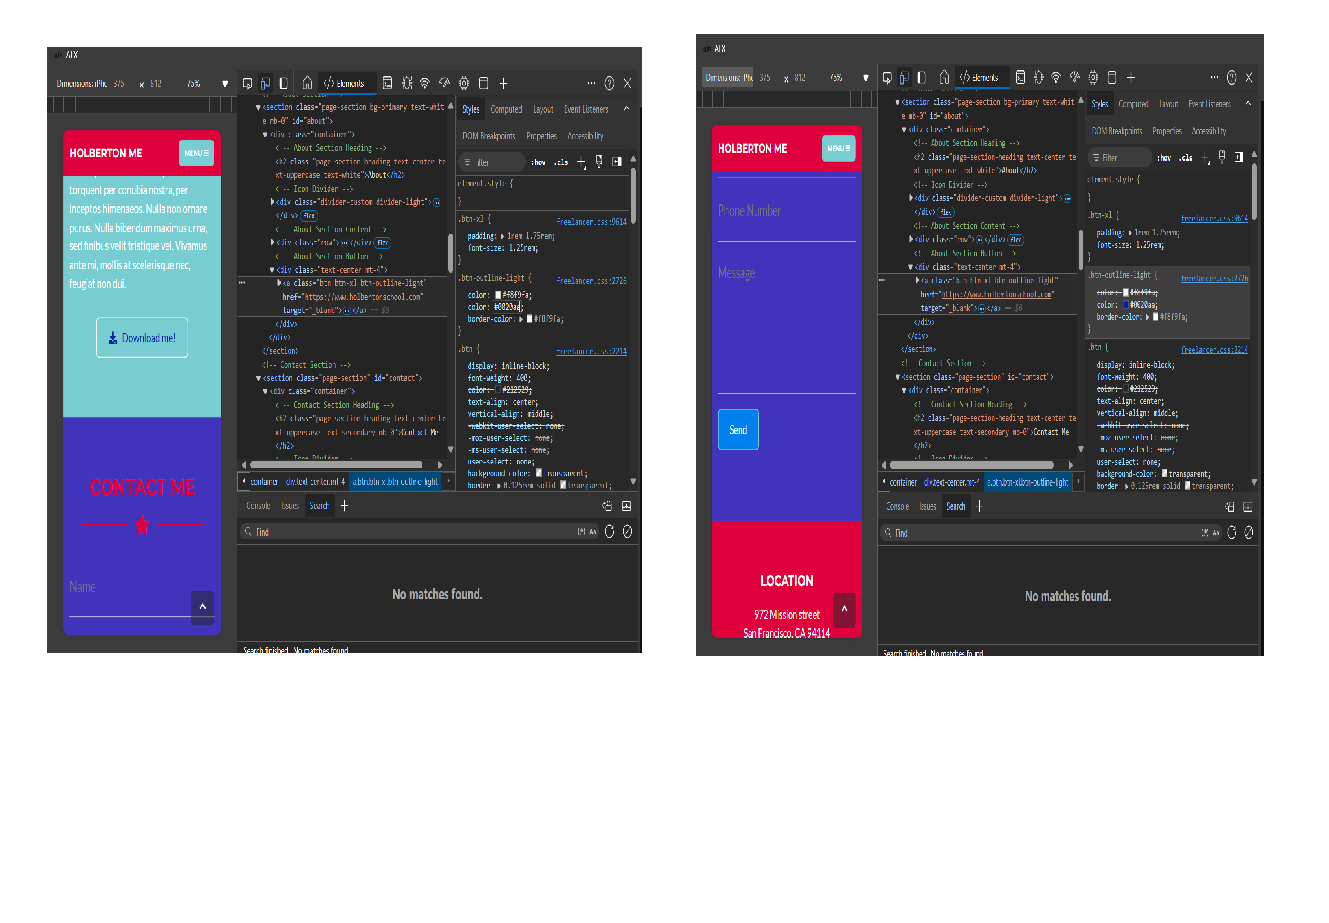 ALX
Dimensions: iPhc 375 x 812 75% ▼
Elements
HOLBERTON ME
MENU
torquent per conubia nostra, per
inceptos himenaeos. Nulla non ornare
purus. Nulla bibendum maximus urna,
sed finibus velit tristique vel. Vivamus
ante mi, mollis at scelerisque nec,
feugiat non dui.
Download me!
CONTACT ME
Name
<section class="page-section bg-primary text-whit
e mb-0" id="about">
<div class="container">
<!-- About Section Heading -->
<h2 class="page-section-heading text-center te
xt-uppercase text-white">About</h2>
<!-- Icon Divider -->
<div class="divider-custom divider-light">
</div> flex
<!-- About Section Content -->
<div class="row"> </div> flex
<!-- About Section Button -->
<div class="text-center mt-4">
<a class="btn btn-xl btn-outline-light"
href="https://www.holbertonschool.com"
target="_blank"> </a> == $0
</div>
</div>
</section>
<!-- Contact Section -->
<section class="page-section" id="contact">
<div class="container">
<!-- Contact Section Heading -->
<h2 class="page-section-heading text-center te
xt-uppercase text-secondary mb-0">Contact Me
</h2>
<!-- Icon Divider -->
container div.text-center.mt-4 a.btn.btn-xl.btn-outline-light
Styles Computed Layout Event Listeners
DOM Breakpoints Properties Accessibility
Filter :hov .cls
element.style {
}
.btn-xl { freelancer.css:9614
padding: 1rem 1.75rem;
font-size: 1.25rem;
}
.btn-outline-light { freelancer.css:2726
color: #f8f9fa;
color: #0020aa;
border-color: #f8f9fa;
}
.btn { freelancer.css:2214
display: inline-block;
font-weight: 400;
color: #212529;
text-align: center;
vertical-align: middle;
-webkit-user-select: none;
-moz-user-select: none;
-ms-user-select: none;
user-select: none;
background-color: transparent;
border: 0.125rem solid transparent;
Console Issues Search
Find (.*) Aa
No matches found.
Search finished. No matches found.
ALX
Dimensions: iPhc 375 x 812 75% ▼
Elements
HOLBERTON ME
MENU
Phone Number
Message
Send
LOCATION
972 Mission street
San Francisco, CA 94114
<section class="page-section bg-primary text-whit
e mb-0" id="about">
<div class="container">
<!-- About Section Heading -->
<h2 class="page-section-heading text-center te
xt-uppercase text-white">About</h2>
<!-- Icon Divider -->
<div class="divider-custom divider-light">
</div> flex
<!-- About Section Content -->
<div class="row"> </div> flex
<!-- About Section Button -->
<div class="text-center mt-4">
<a class="btn btn-xl btn-outline-light"
href="https://www.holbertonschool.com"
target="_blank"> </a> == $0
</div>
</div>
</section>
<!-- Contact Section -->
<section class="page-section" id="contact">
<div class="container">
<!-- Contact Section Heading -->
<h2 class="page-section-heading text-center te
xt-uppercase text-secondary mb-0">Contact Me
</h2>
<!-- Icon Divider -->
container div.text-center.mt-4 a.btn.btn-xl.btn-outline-light
Styles Computed Layout Event Listeners
DOM Breakpoints Properties Accessibility
Filter :hov .cls
element.style {
}
.btn-xl { freelancer.css:9614
padding: 1rem 1.75rem;
font-size: 1.25rem;
}
.btn-outline-light { freelancer.css:2726
color: #f8f9fa;
color: #0020aa;
border-color: #f8f9fa;
}
.btn { freelancer.css:2214
display: inline-block;
font-weight: 400;
color: #212529;
text-align: center;
vertical-align: middle;
-webkit-user-select: none;
-moz-user-select: none;
-ms-user-select: none;
user-select: none;
background-color: transparent;
border: 0.125rem solid transparent;
Console Issues Search
Find (.*) Aa
No matches found.
Search finished. No matches found.